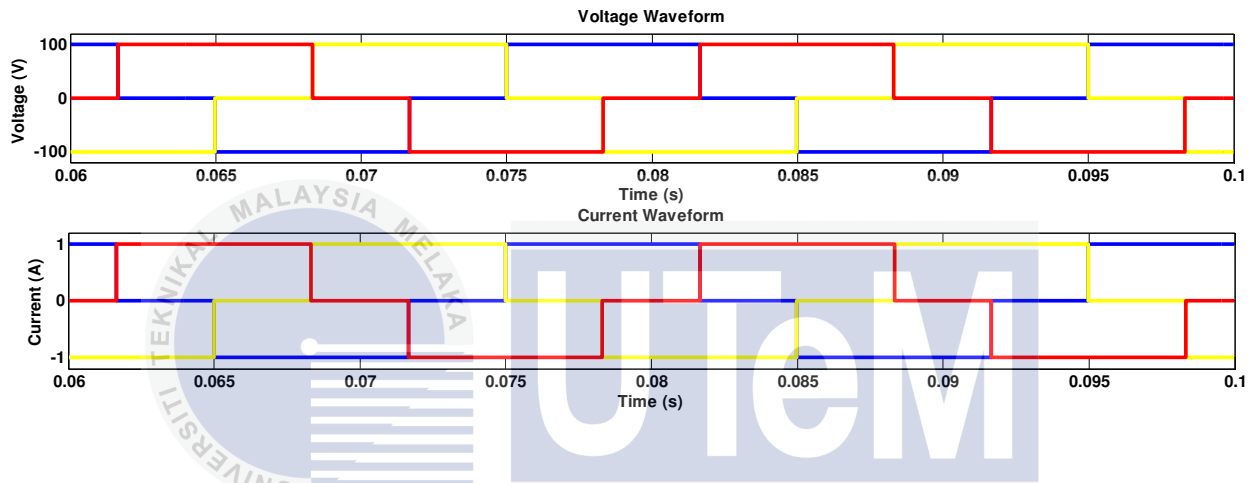 Voltage Waveform
Voltage (V)
100
0
-100
0.06 0.065 0.07 0.075 0.08 0.085 0.09 0.095 0.1
Time (s)
Current Waveform
Current (A)
1
0
-1
0.06 0.065 0.07 0.075 0.08 0.085 0.09 0.095 0.1
Time (s)
UNIVERSITI TEKNIKAL MALAYSIA MELAKA
UTeM